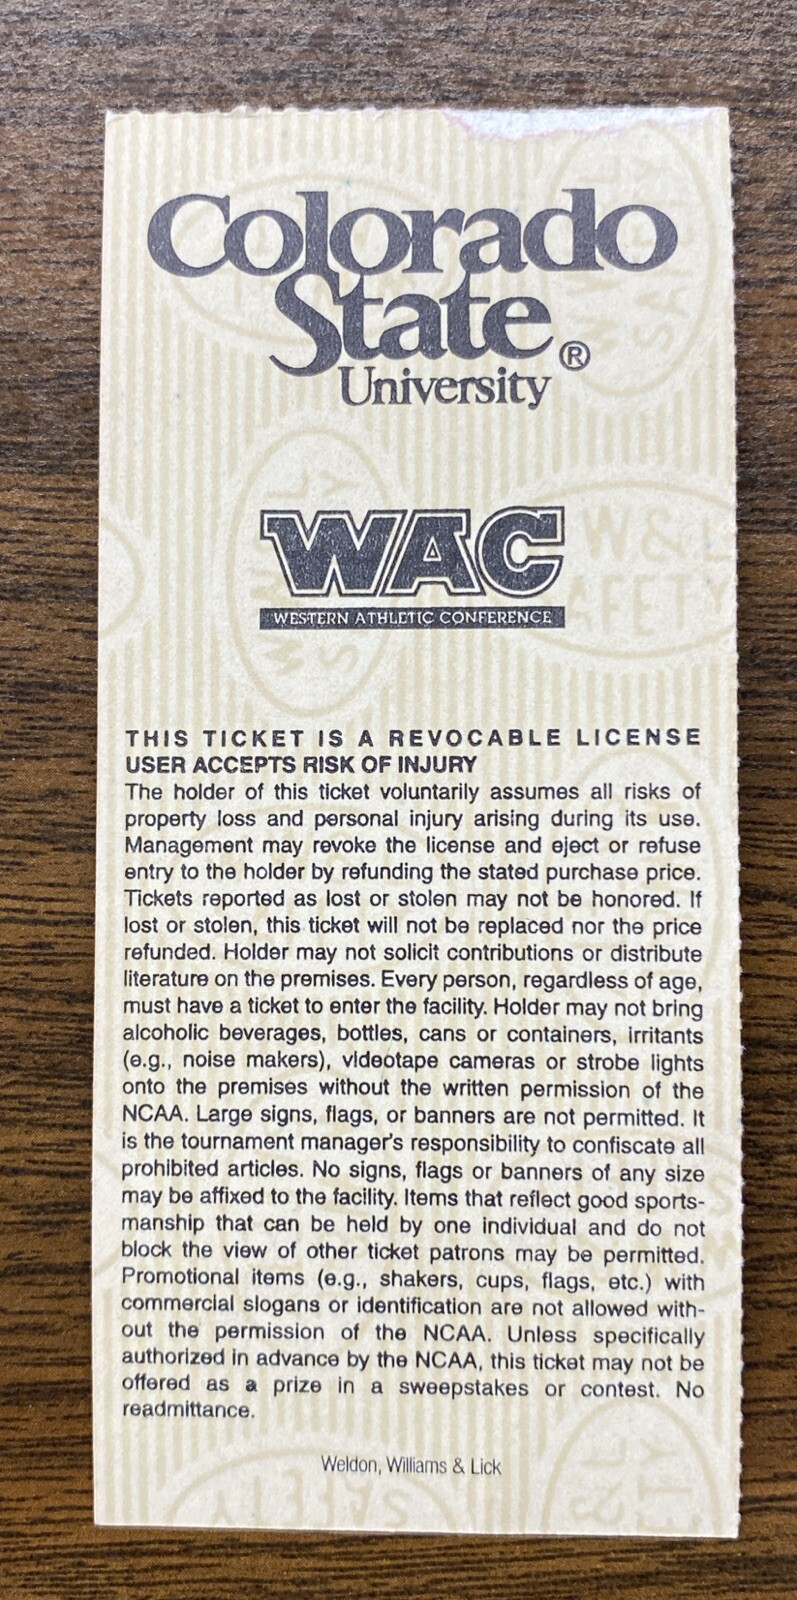 Colorado
State®
University
WAC
WESTERN ATHLETIC CONFERENCE
THIS TICKET IS A REVOCABLE LICENSE
USER ACCEPTS RISK OF INJURY
The holder of this ticket voluntarily assumes all risks of
property loss and personal injury arising during its use.
Management may revoke the license and eject or refuse
entry to the holder by refunding the stated purchase price.
Tickets reported as lost or stolen may not be honored. If
lost or stolen, this ticket will not be replaced nor the price
refunded. Holder may not solicit contributions or distribute
literature on the premises. Every person, regardless of age,
must have a ticket to enter the facility. Holder may not bring
alcoholic beverages, bottles, cans or containers, irritants
(e.g., noise makers), videotape cameras or strobe lights
onto the premises without the written permission of the
NCAA. Large signs, flags, or banners are not permitted. It
is the tournament manager's responsibility to confiscate all
prohibited articles. No signs, flags or banners of any size
may be affixed to the facility. Items that reflect good sports-
manship that can be held by one individual and do not
block the view of other ticket patrons may be permitted.
Promotional items (e.g., shakers, cups, flags, etc.) with
commercial slogans or identification are not allowed with-
out the permission of the NCAA. Unless specifically
authorized in advance by the NCAA, this ticket may not be
offered as a prize in a sweepstakes or contest. No
readmittance.
Weldon, Williams & Lick